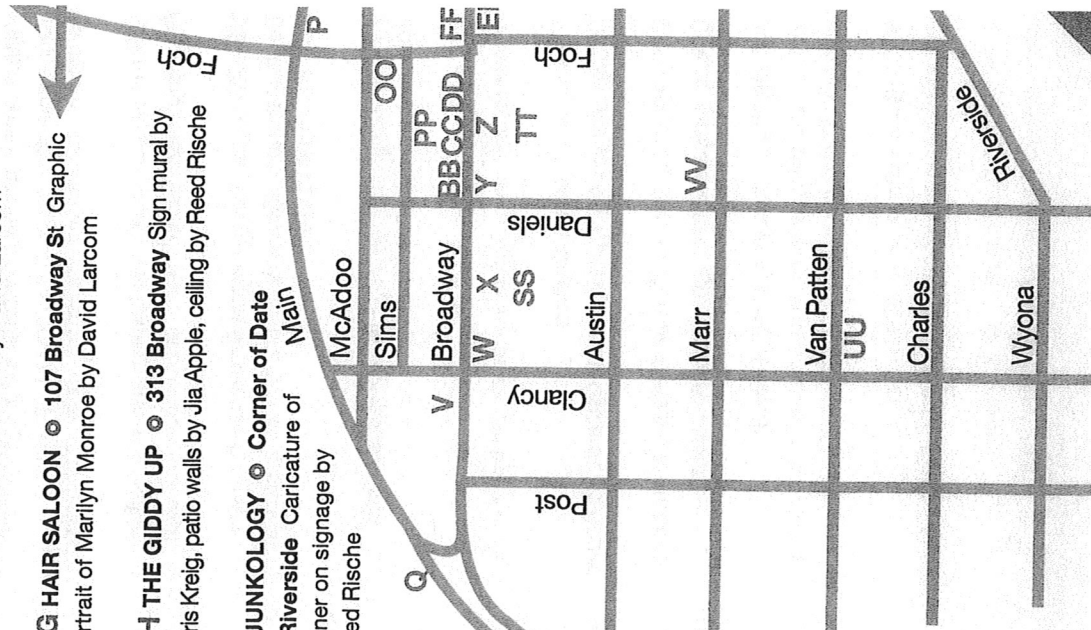 G HAIR SALOON ◎ 107 Broadway St Graphic
rtrait of Marilyn Monroe by David Larcom
H THE GIDDY UP ◎ 313 Broadway Sign mural by
ris Kreig, patio walls by Jia Apple, ceiling by Reed Rische
JUNKOLOGY ◎ Corner of Date
Riverside Caricature of
ner on signage by
ed Rische
Foch
P
Main
McAdoo
OO
Sims
PP
FF
BBCCDD
Broadway
V
Q
W
X
Y
Z
SS
TT
Foch
Daniels
Clancy
Post
Austin
Marr
VV
Van Patten
UU
Charles
Wyona
Riverside